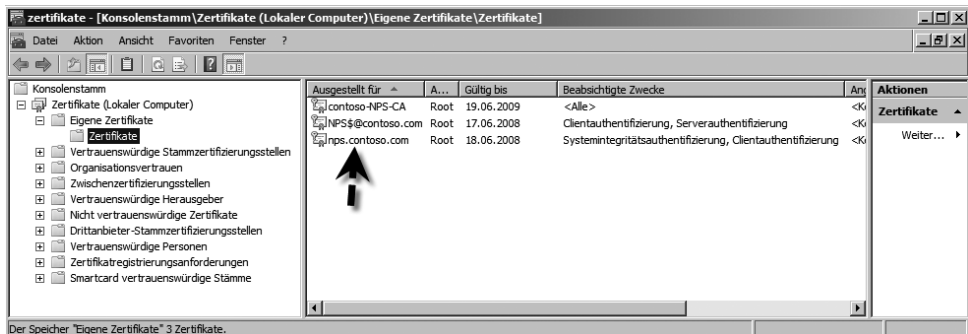 zertifikate - [Konsolenstamm\Zertifikate (Lokaler Computer)\Eigene Zertifikate\Zertifikate]
Datei Aktion Ansicht Favoriten Fenster ?
Konsolenstamm
Zertifikate (Lokaler Computer)
Eigene Zertifikate
Zertifikate
Vertrauenswürdige Stammzertifizierungsstellen
Organisationsvertrauen
Zwischenzertifizierungsstellen
Vertrauenswürdige Herausgeber
Nicht vertrauenswürdige Zertifikate
Drittanbieter-Stammzertifizierungsstellen
Vertrauenswürdige Personen
Zertifikatregistrierungsanforderungen
Smartcard vertrauenswürdige Stämme
Ausgestellt für A... Gültig bis Beabsichtigte Zwecke
contoso-NPS-CA Root 19.06.2009 <Alle>
NPS$@contoso.com Root 17.06.2008 Clientauthentifizierung, Serverauthentifizierung
nps.contoso.com Root 18.06.2008 Systemintegritätsauthentifizierung, Clientauthentifizierung
Aktionen
Zertifikate
Weiter...
Der Speicher "Eigene Zertifikate" 3 Zertifikate.